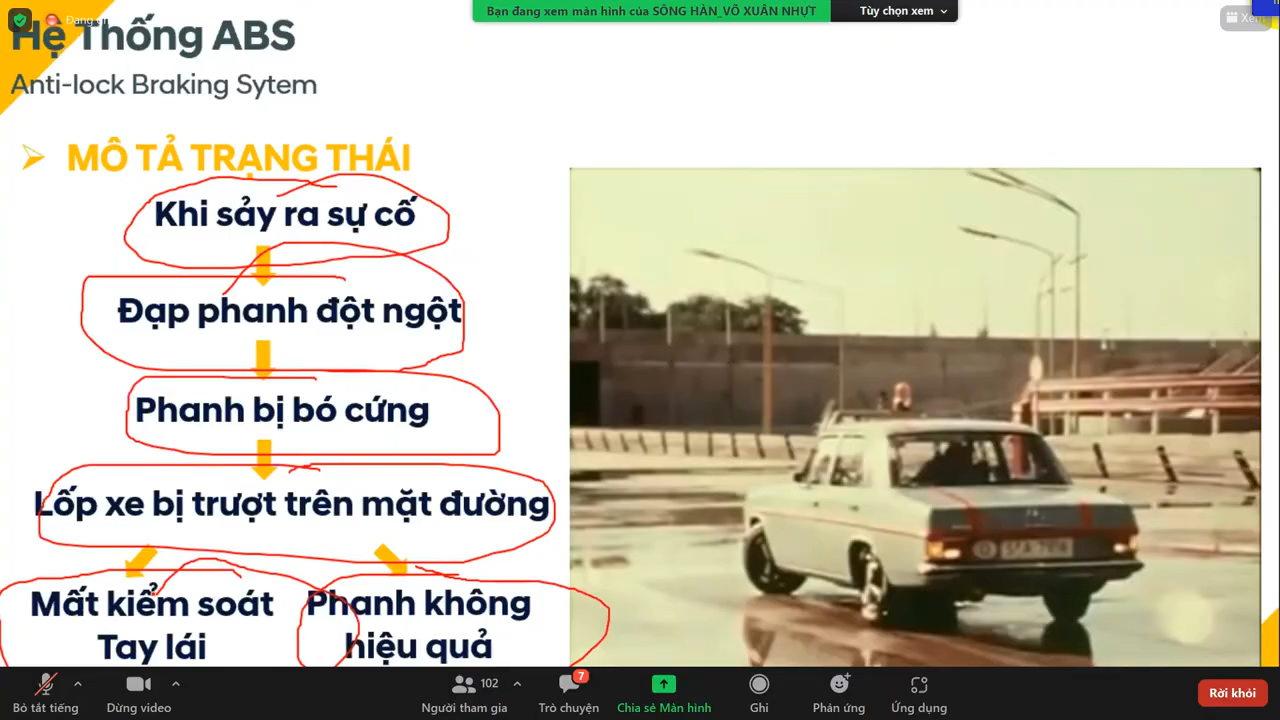 Bạn đang xem màn hình của SÔNG HÀN_VÕ XUÂN NHỰT
Tùy chọn xem
Xem
Hệ Thống ABS
Anti-lock Braking Sytem
MÔ TẢ TRẠNG THÁI
Khi sảy ra sự cố
Đạp phanh đột ngột
Phanh bị bó cứng
Lốp xe bị trượt trên mặt đường
Mất kiểm soát
Tay lái
Phanh không
hiệu quả
Bỏ tắt tiếng
Dừng video
102
Người tham gia
7
Trò chuyện
Chia sẻ Màn hình
Ghi
Phản ứng
Ứng dụng
Rời khỏi